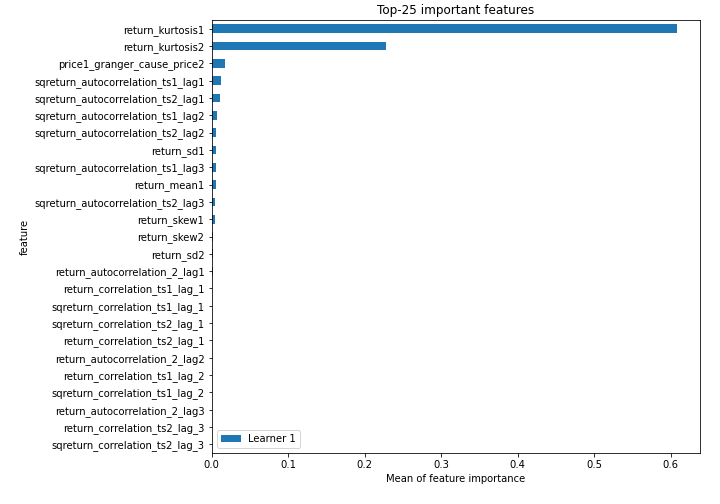 Top-25 important features
return_kurtosis1
return_kurtosis2
price1_granger_cause_price2
sqreturn_autocorrelation_ts1_lag1
sqreturn_autocorrelation_ts2_lag1
sqreturn_autocorrelation_ts1_lag2
sqreturn_autocorrelation_ts2_lag2
return_sd1
sqreturn_autocorrelation_ts1_lag3
return_mean1
sqreturn_autocorrelation_ts2_lag3
return_skew1
return_skew2
return_sd2
return_autocorrelation_2_lag1
return_correlation_ts1_lag_1
sqreturn_correlation_ts1_lag_1
sqreturn_correlation_ts2_lag_1
return_correlation_ts2_lag_1
return_autocorrelation_2_lag2
return_correlation_ts1_lag_2
sqreturn_correlation_ts1_lag_2
return_autocorrelation_2_lag3
return_correlation_ts2_lag_3
sqreturn_correlation_ts2_lag_3
feature
Learner 1
0.0 0.1 0.2 0.3 0.4 0.5 0.6
Mean of feature importance